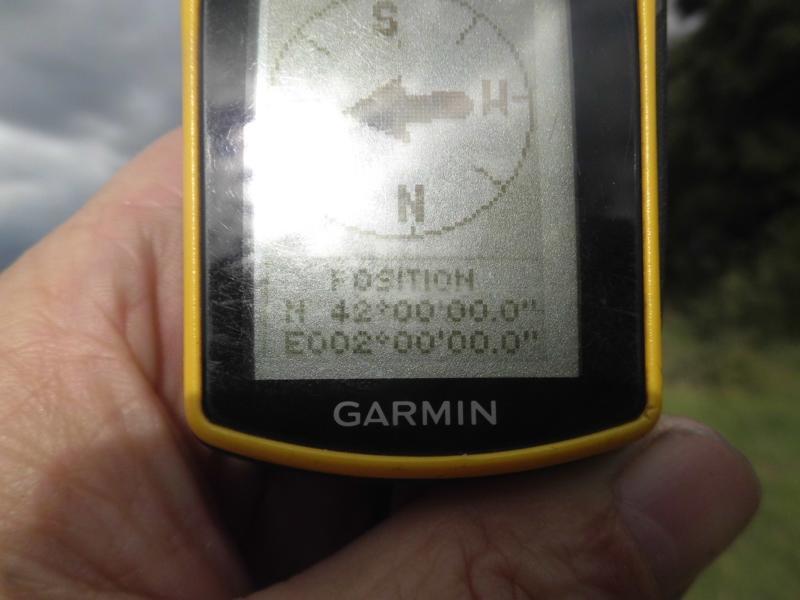 S
W
N
POSITION
N 42°00'00.0"
E002°00'00.0"
GARMIN